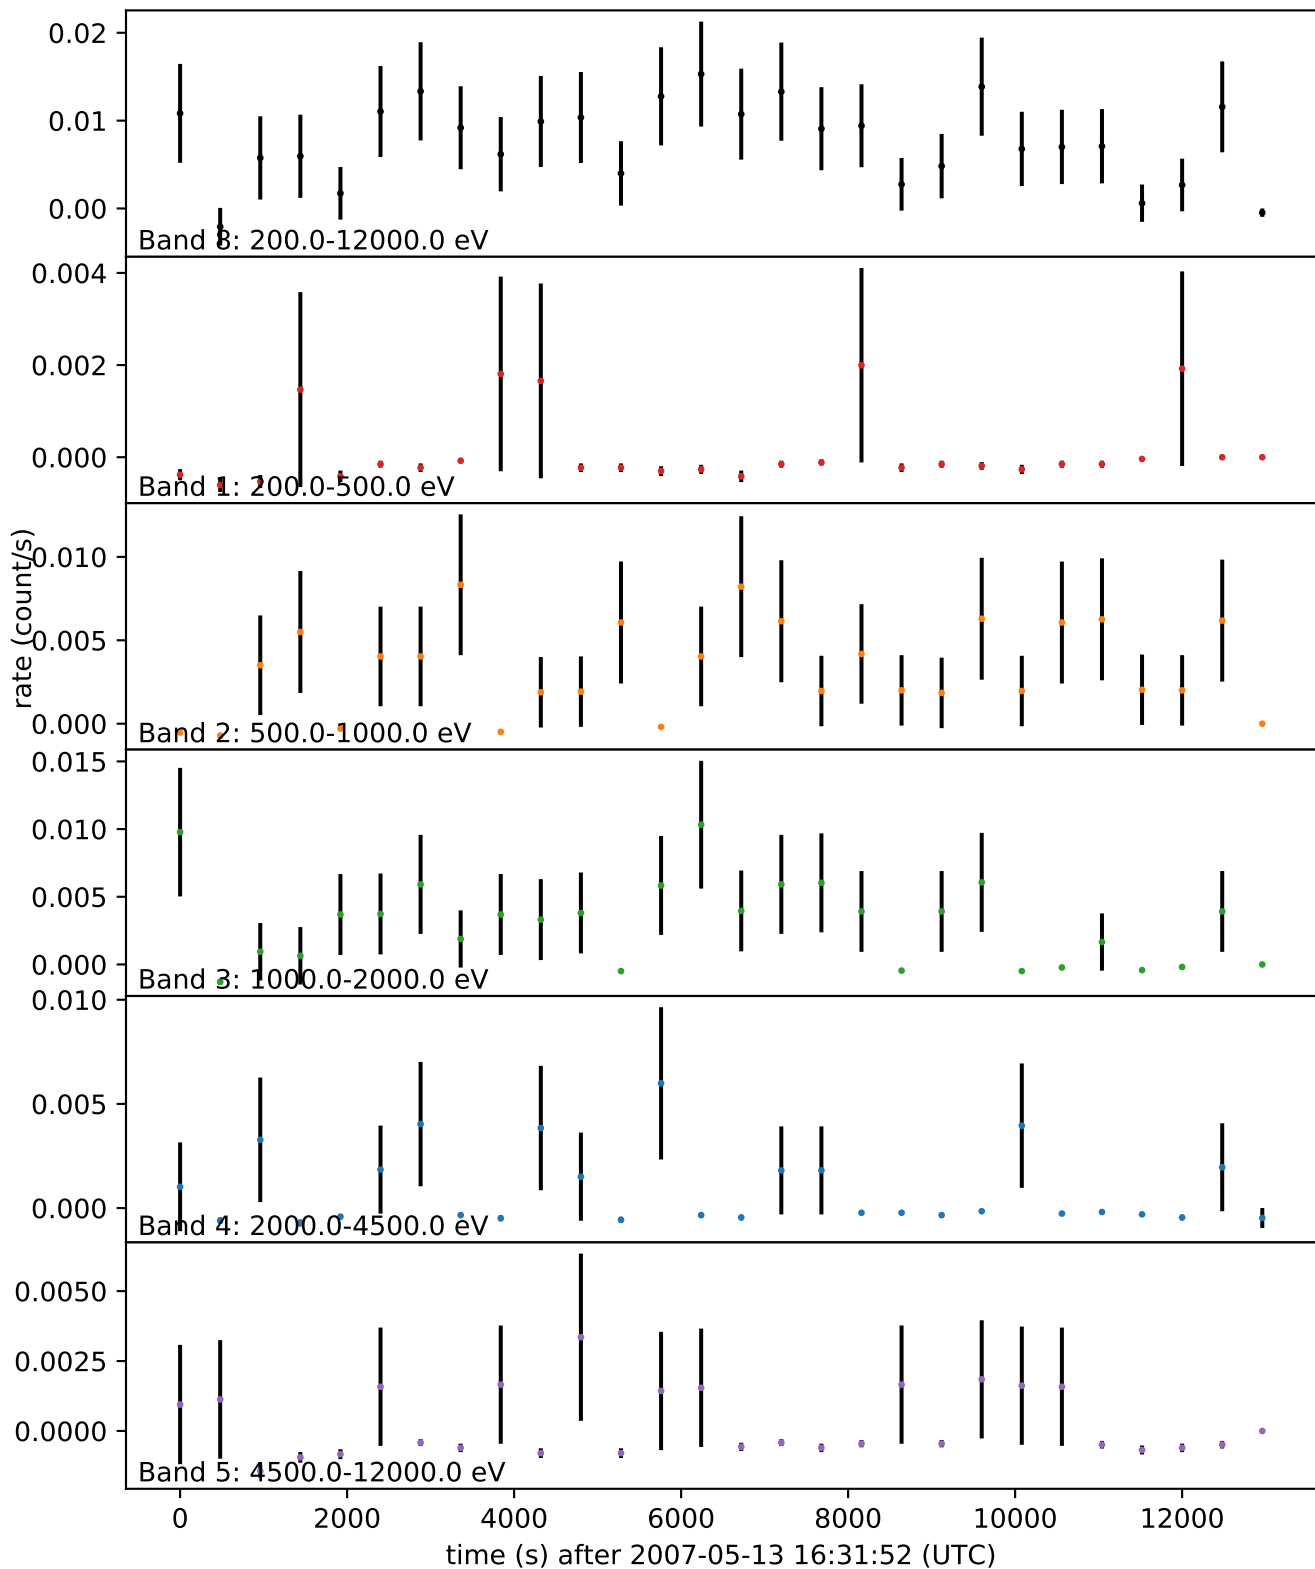 0.02
0.01
0.00
Band 8: 200.0-12000.0 eV
0.004
0.002
0.000
Band 1: 200.0-500.0 eV
rate (count/s)
0.010
0.005
0.000
Band 2: 500.0-1000.0 eV
0.015
0.010
0.005
0.000
Band 3: 1000.0-2000.0 eV
0.010
0.005
0.000
Band 4: 2000.0-4500.0 eV
0.0050
0.0025
0.0000
Band 5: 4500.0-12000.0 eV
0 2000 4000 6000 8000 10000 12000
time (s) after 2007-05-13 16:31:52 (UTC)